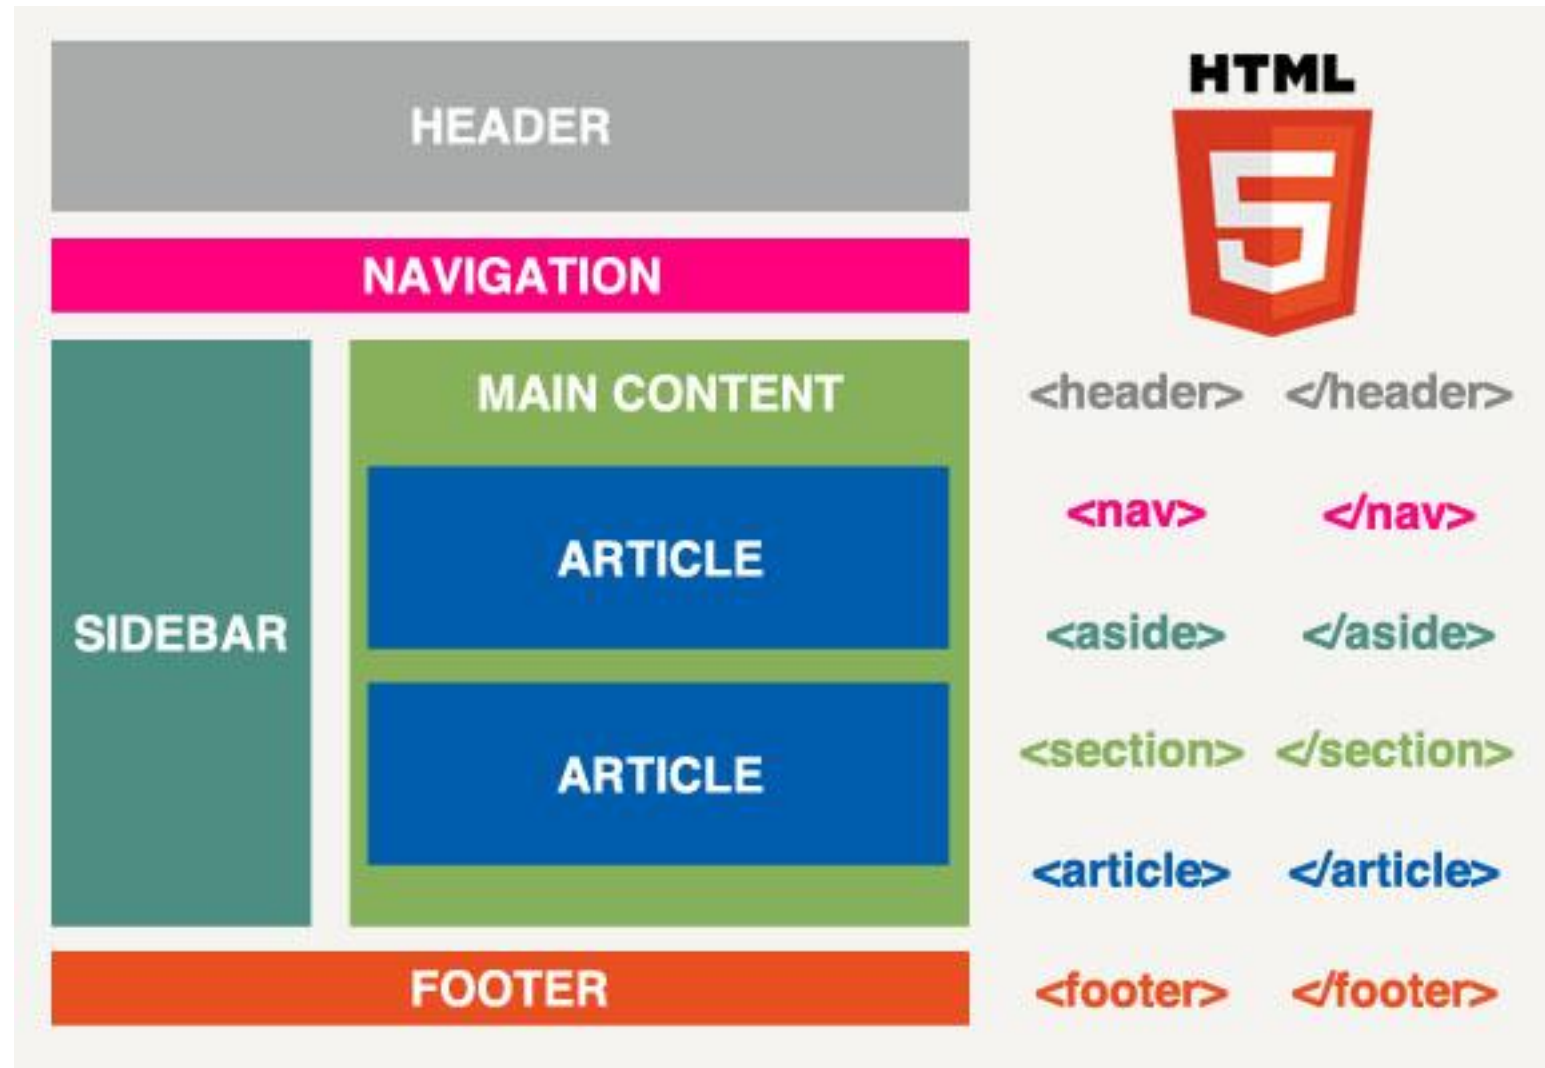 HEADER
NAVIGATION
SIDEBAR
MAIN CONTENT
ARTICLE
ARTICLE
FOOTER
HTML
5
<header> </header>
<nav> </nav>
<aside> </aside>
<section> </section>
<article> </article>
<footer> </footer>